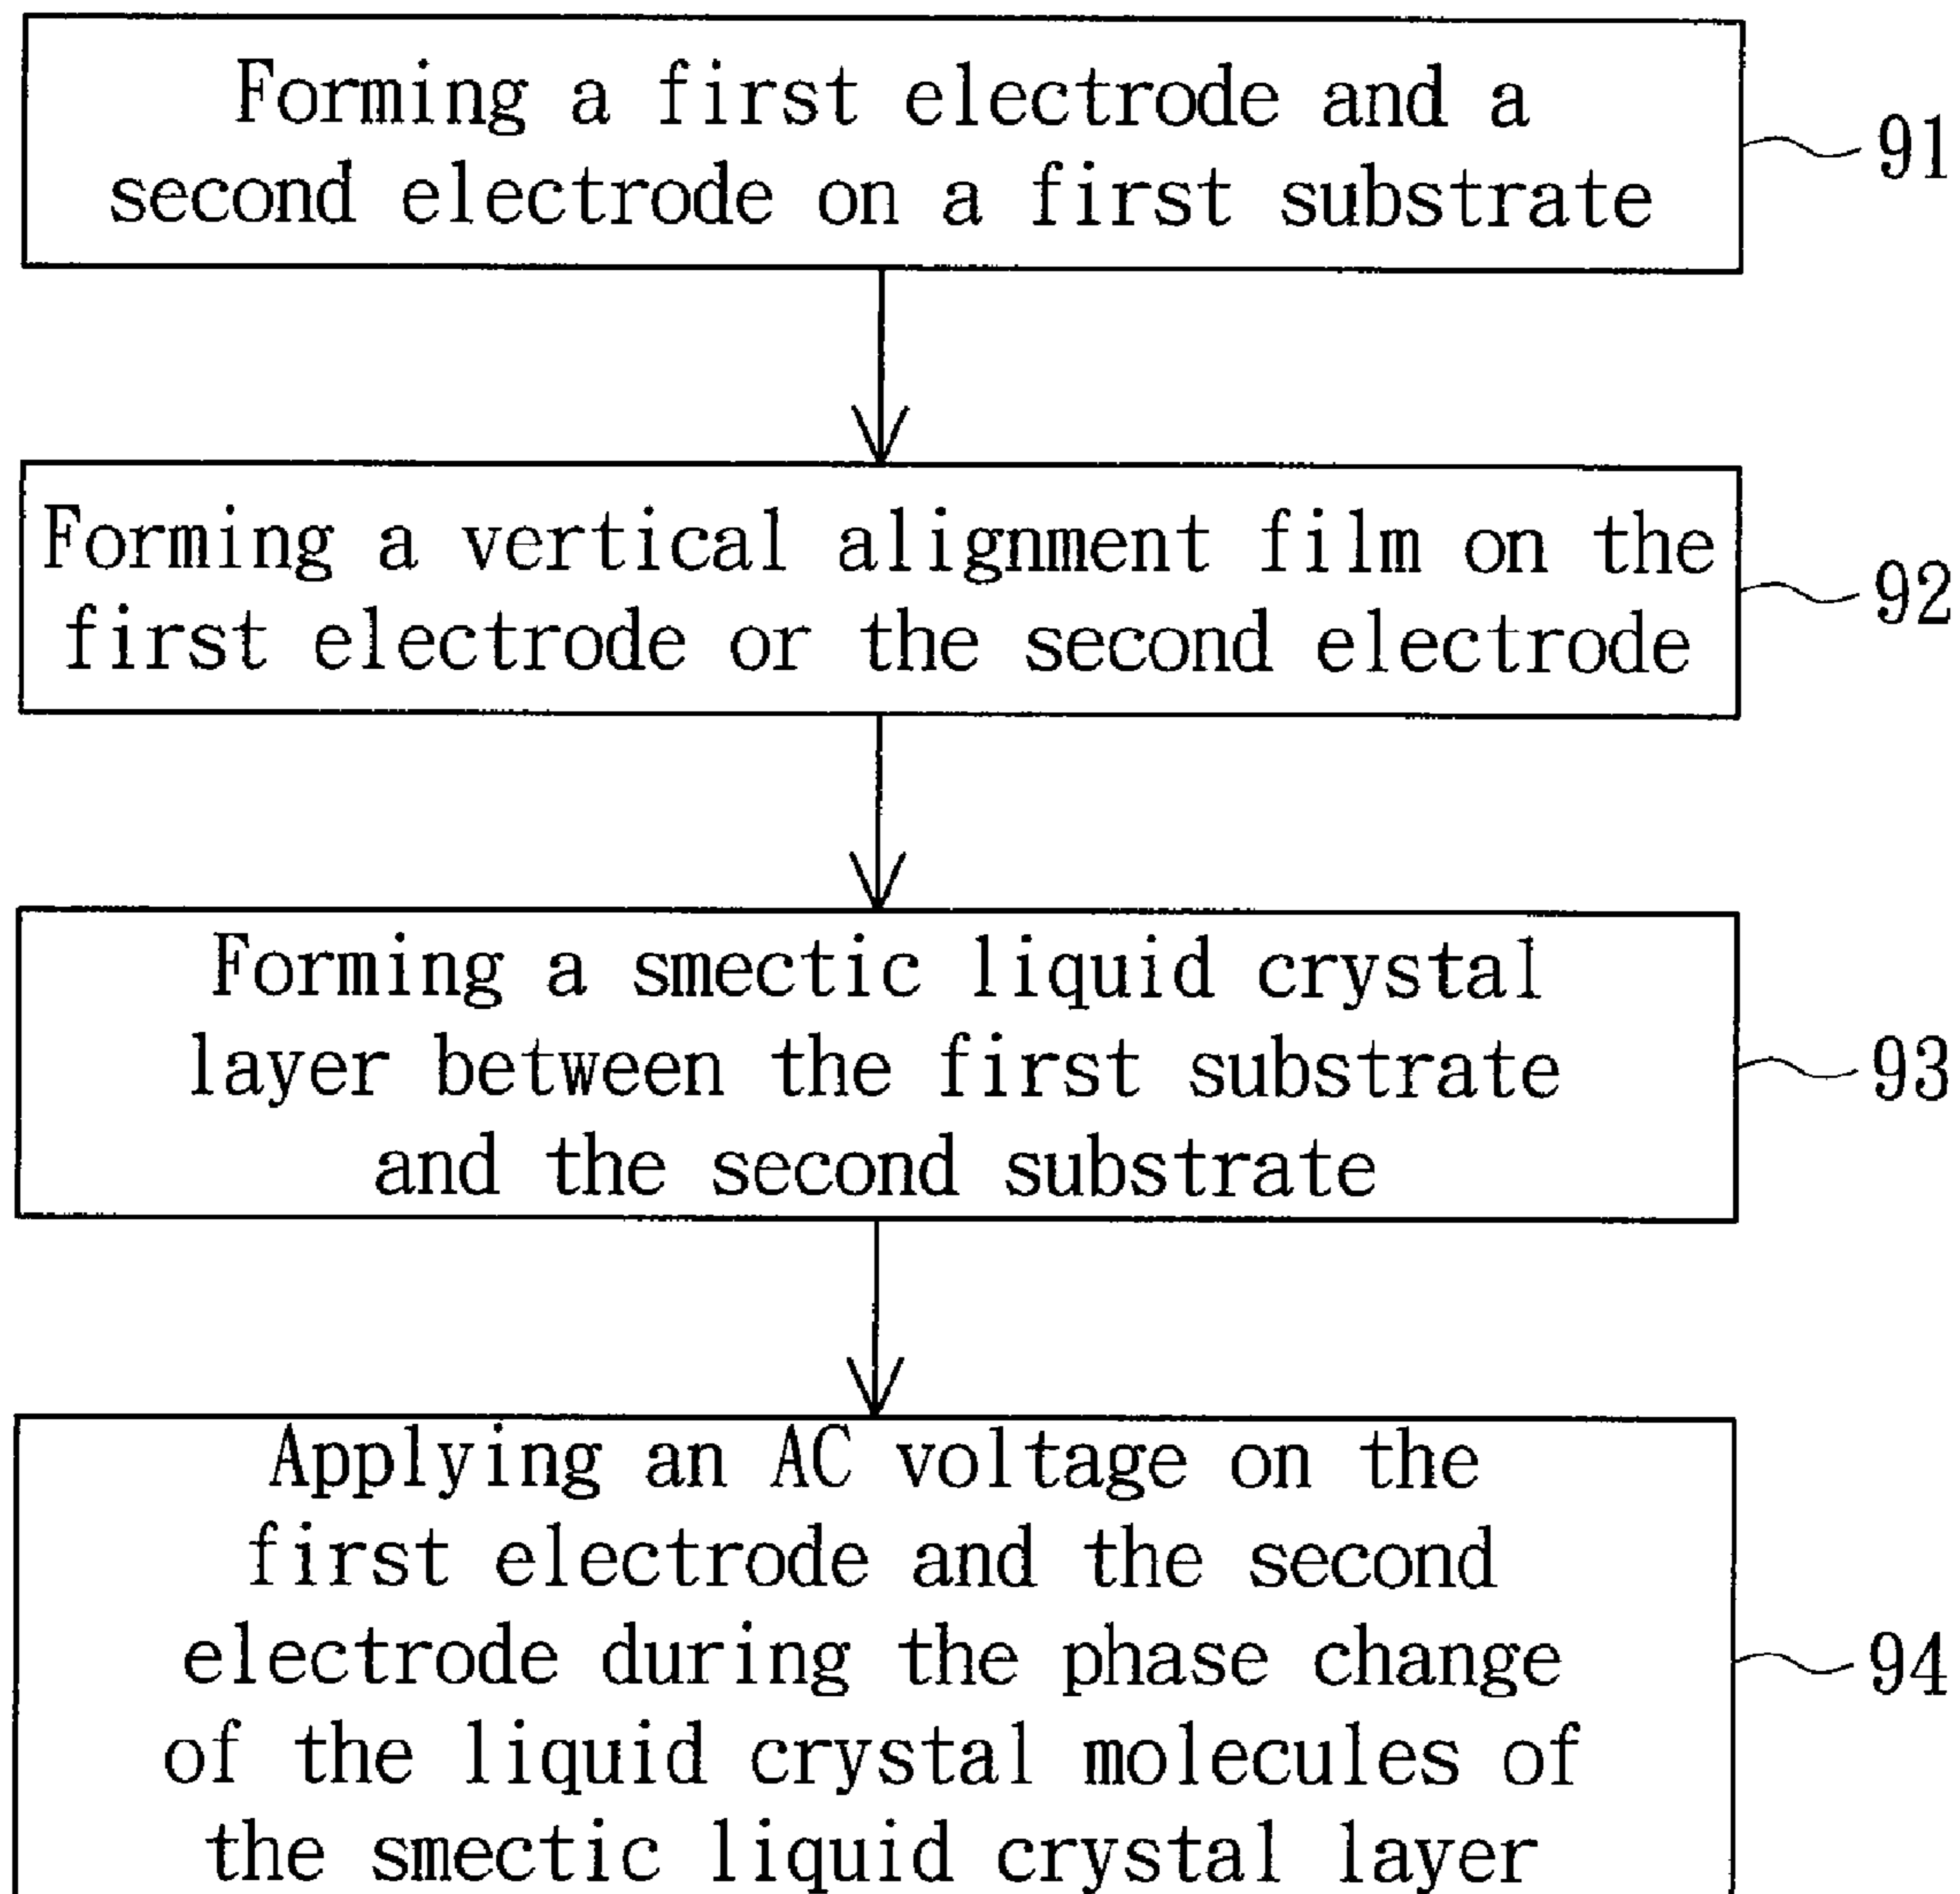 Forming a first electrode and a
second electrode on a first substrate
91
Forming a vertical alignment film on the
first electrode or the second electrode
92
Forming a smectic liquid crystal
layer between the first substrate
and the second substrate
93
Applying an AC voltage on the
first electrode and the second
electrode during the phase change
of the liquid crystal molecules of
the smectic liquid crystal layer
94